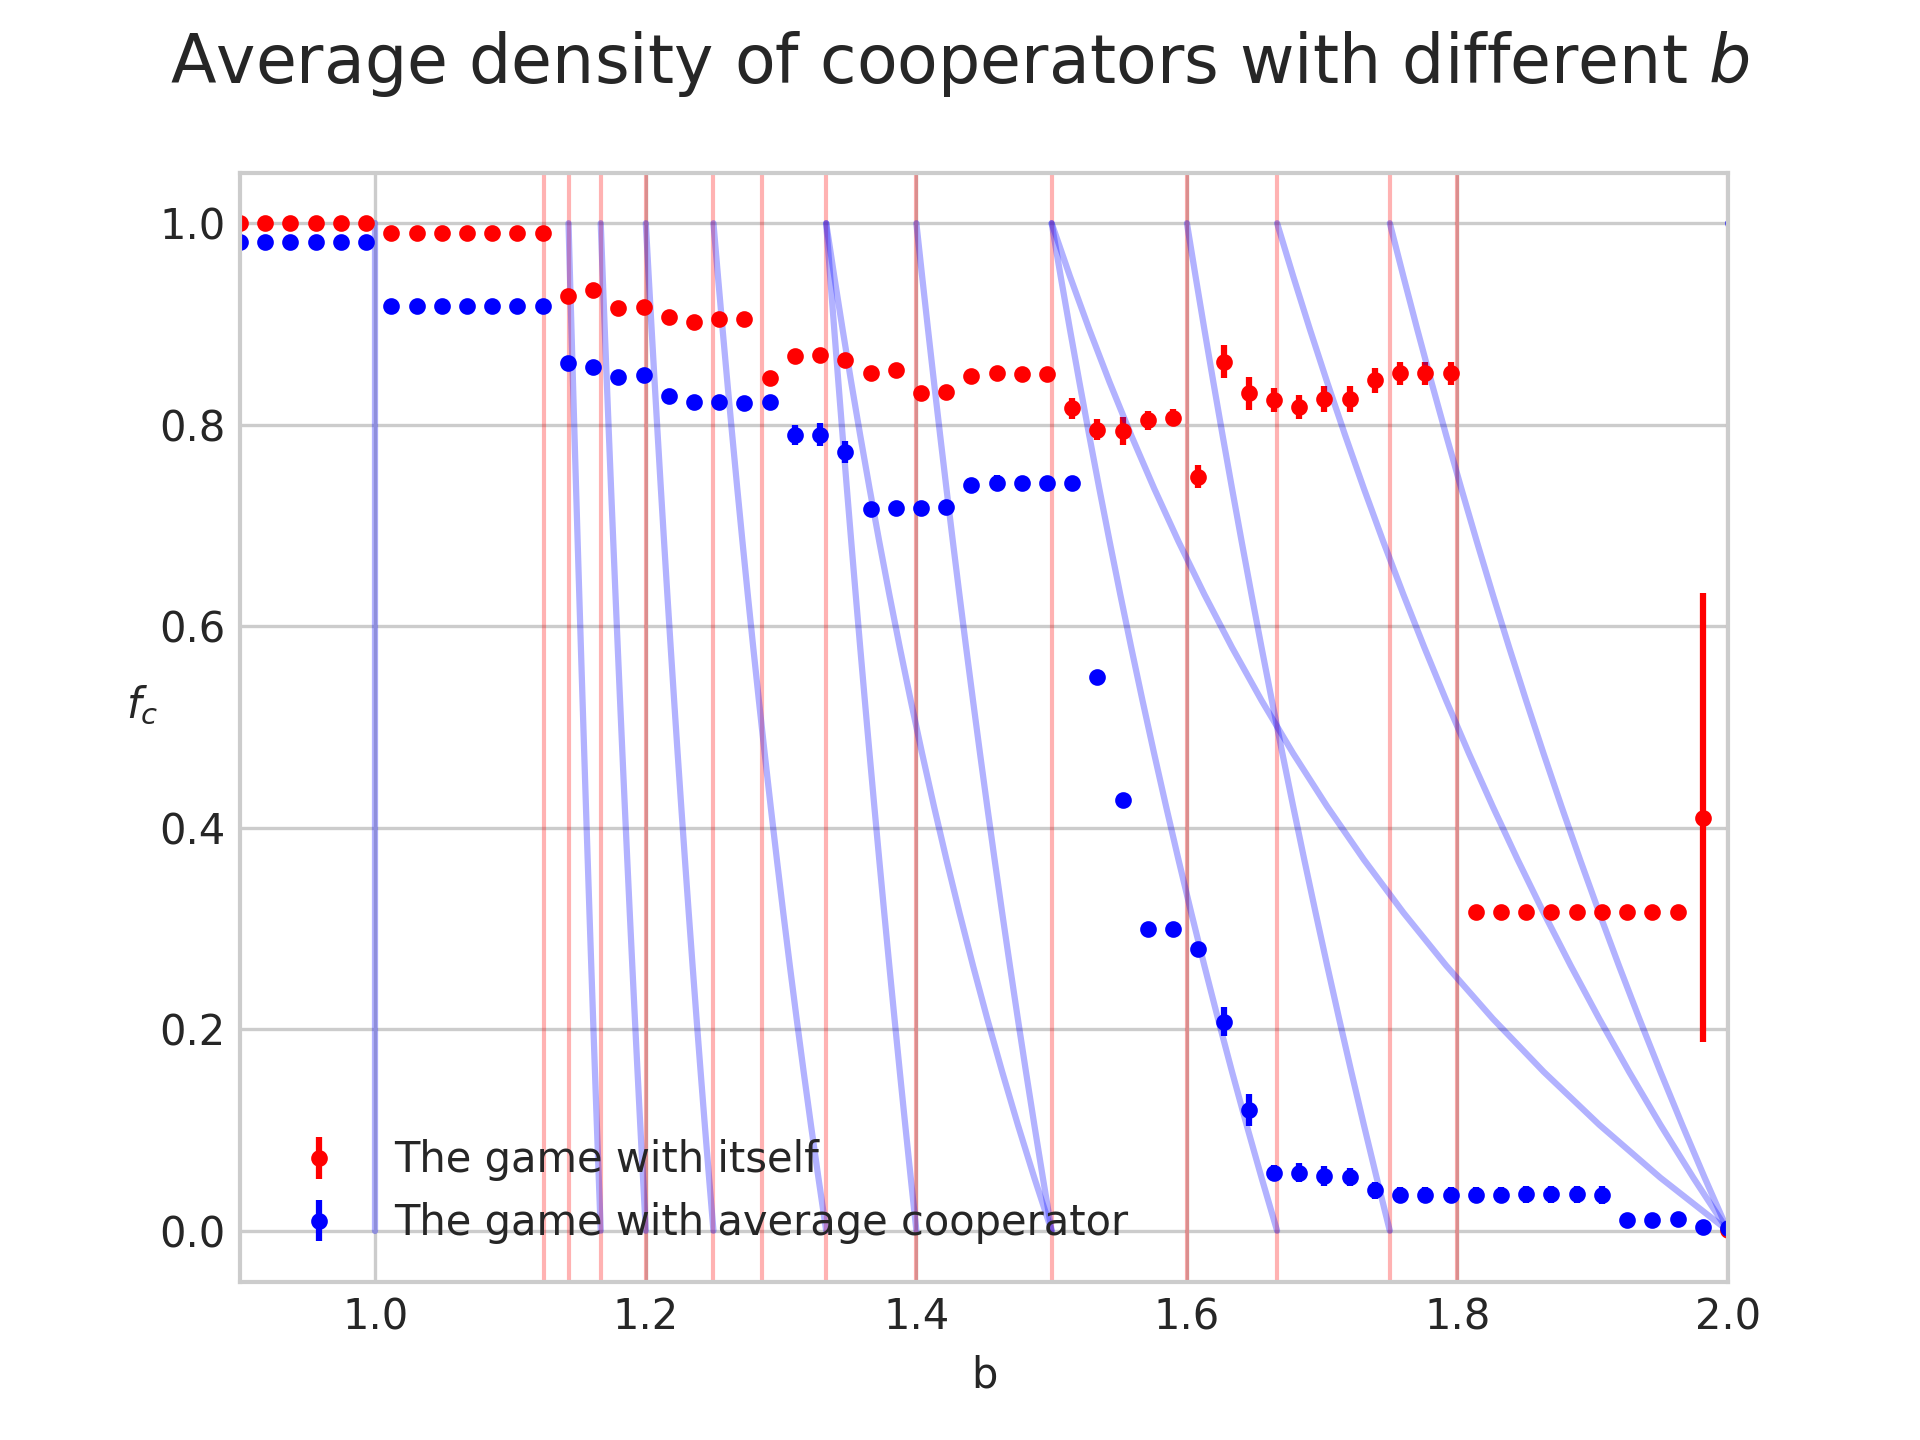 Average density of cooperators with different b
1.0
0.8
0.6
0.4
0.2
0.0
f_c
The game with itself
The game with average cooperator
1.0 1.2 1.4 1.6 1.8 2.0
b